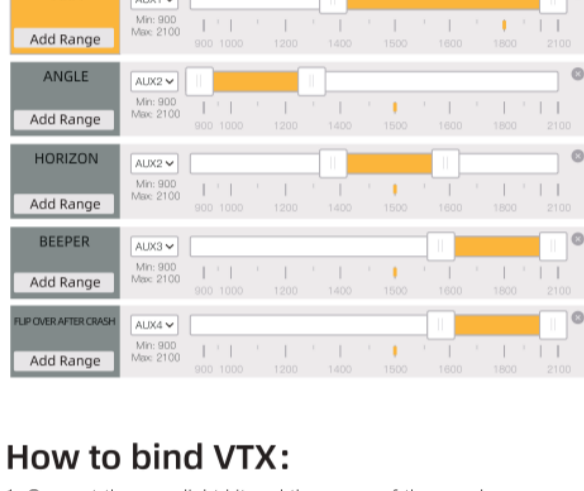 AUX1
Add Range
Min: 900
Max: 2100
900 1000 1200 1400 1600 1800 2100
ANGLE
AUX2
Add Range
Min: 900
Max: 2100
900 1000 1200 1400 1500 1600 1800 2100
HORIZON
AUX2
Add Range
Min: 900
Max: 2100
900 1000 1200 1400 1500 1600 1800 2100
BEEPER
AUX3
Add Range
Min: 900
Max: 2100
900 1000 1200 1400 1500 1600 1800 2100
FLIP OVER AFTER CRASH
AUX4
Add Range
Min: 900
Max: 2100
900 1000 1200 1400 1500 1600 1800 2100
How to bind VTX: